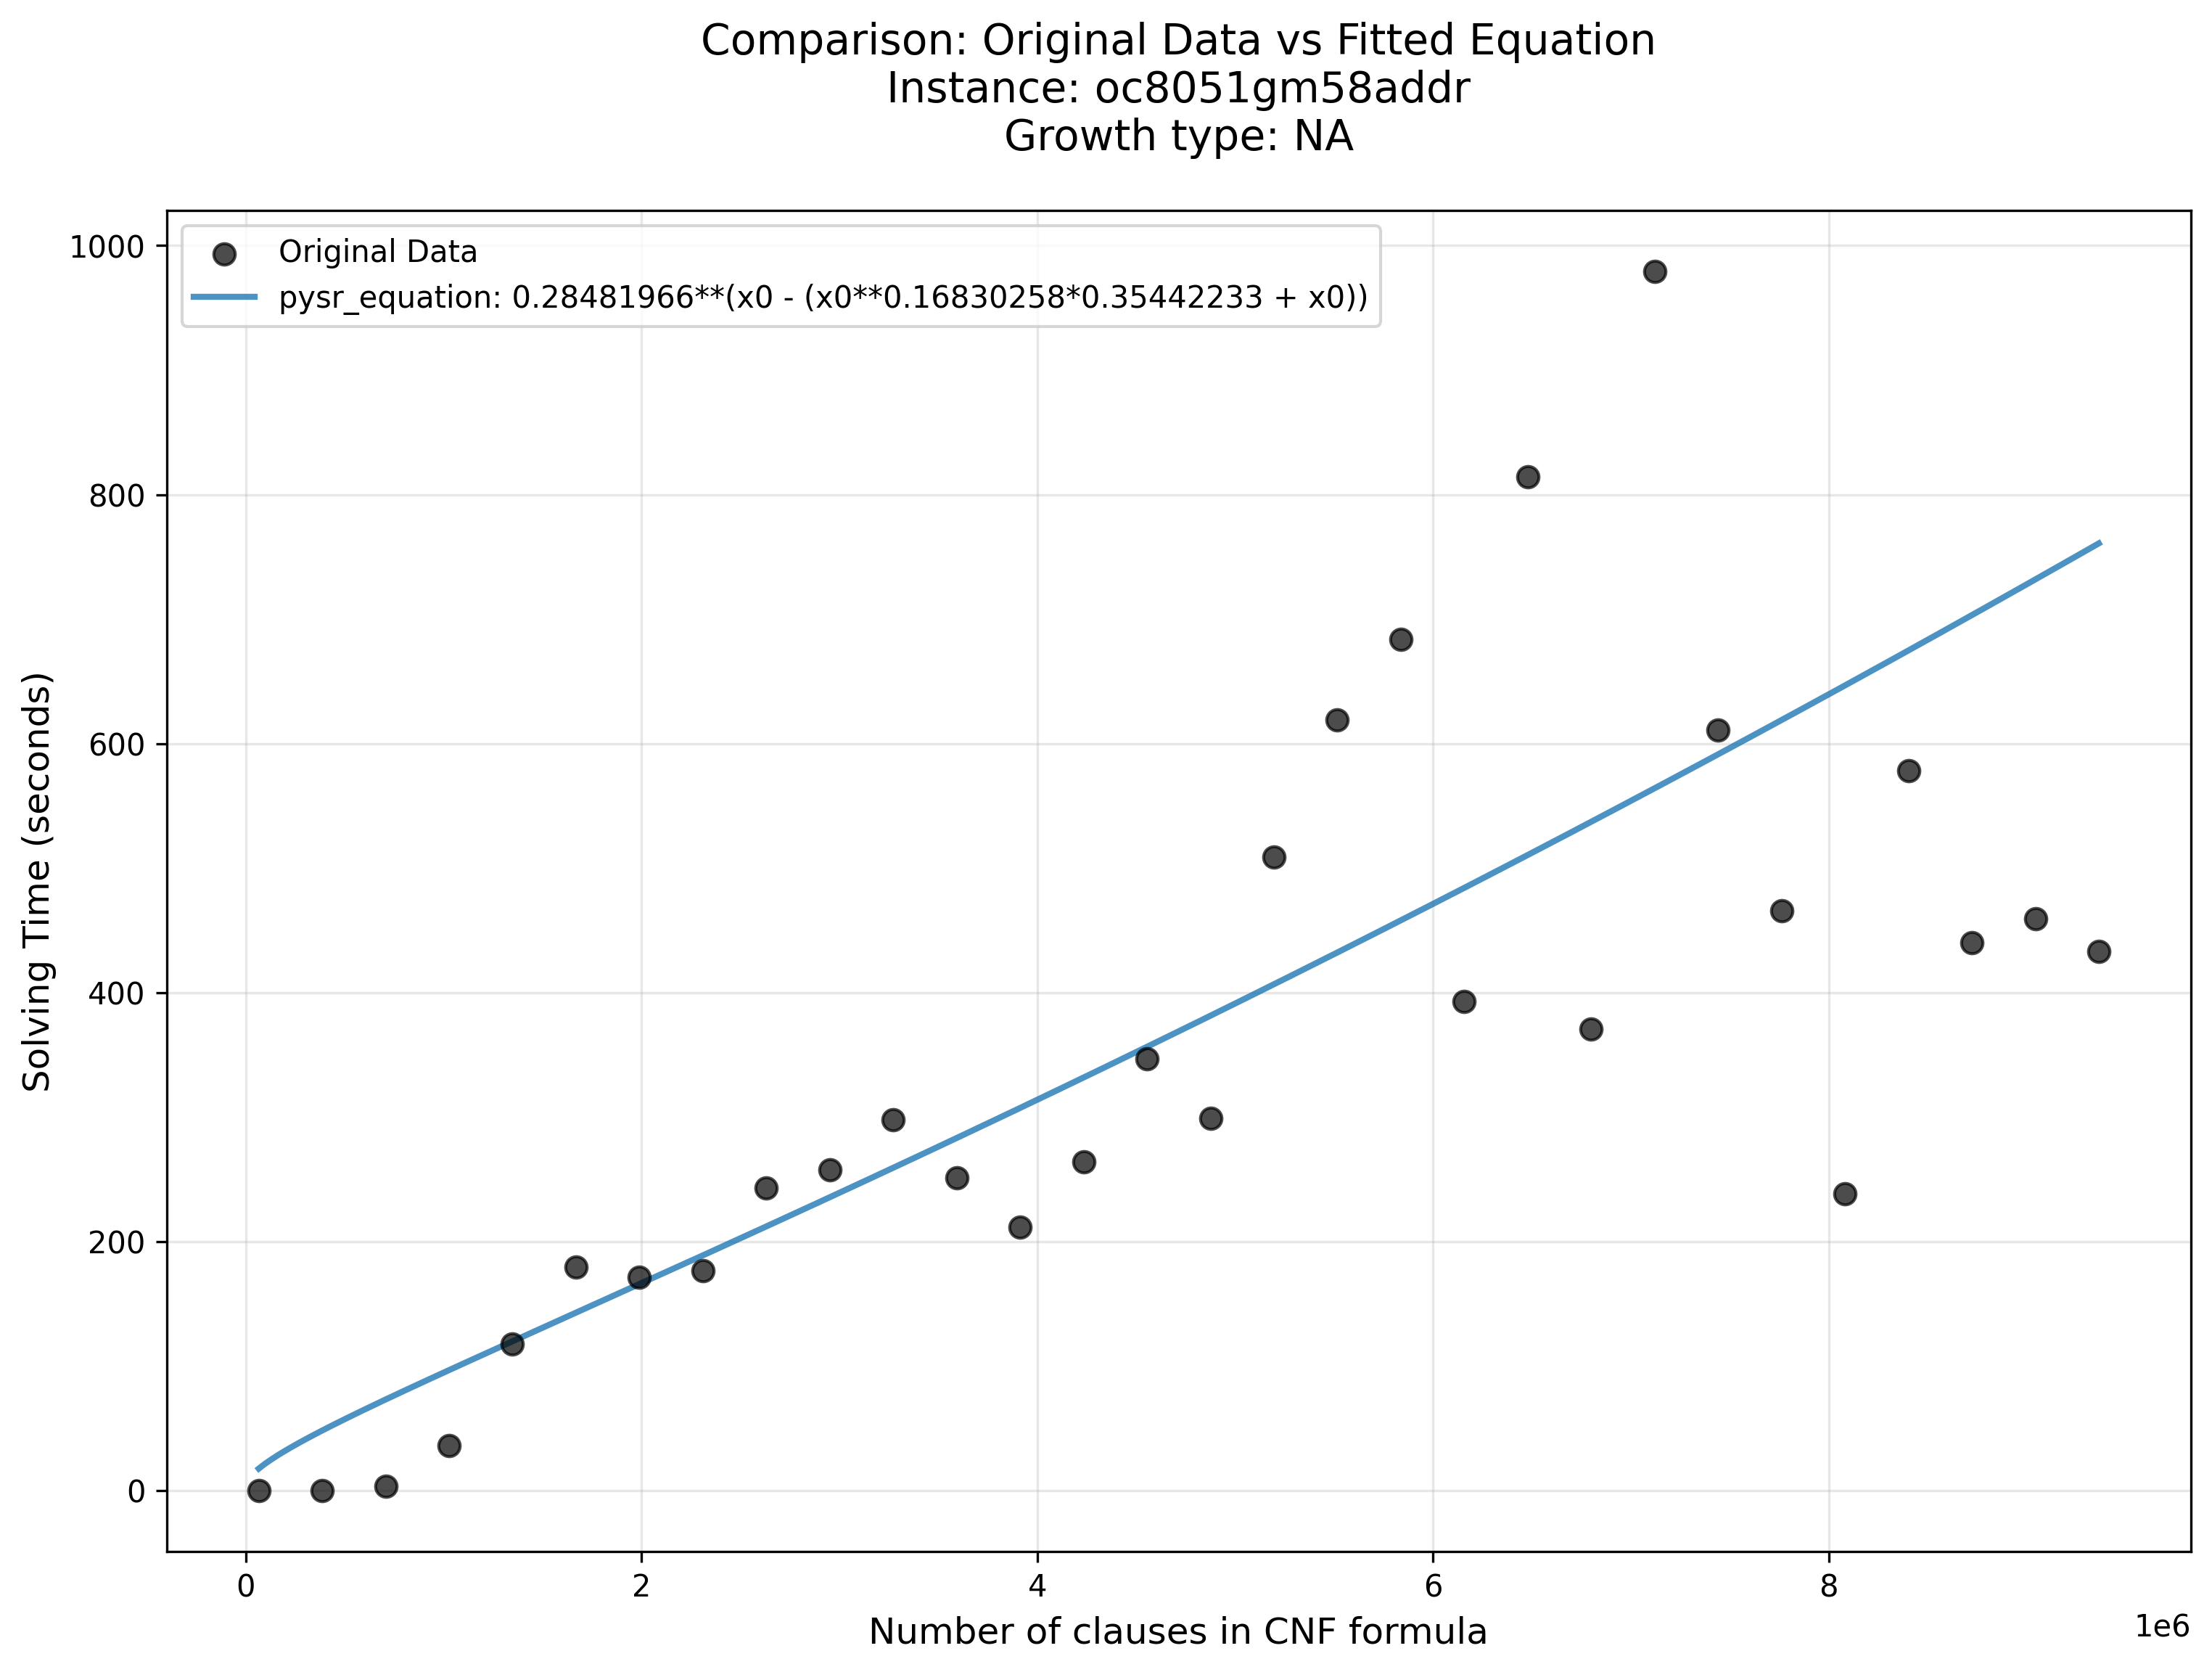 Comparison: Original Data vs Fitted Equation
Instance: oc8051gm58addr
Growth type: NA
Original Data
pysr_equation: 0.28481966**(x0 - (x0**0.16830258*0.35442233 + x0))
1000
800
600
400
200
0
Solving Time (seconds)
0 2 4 6 8
1e6
Number of clauses in CNF formula